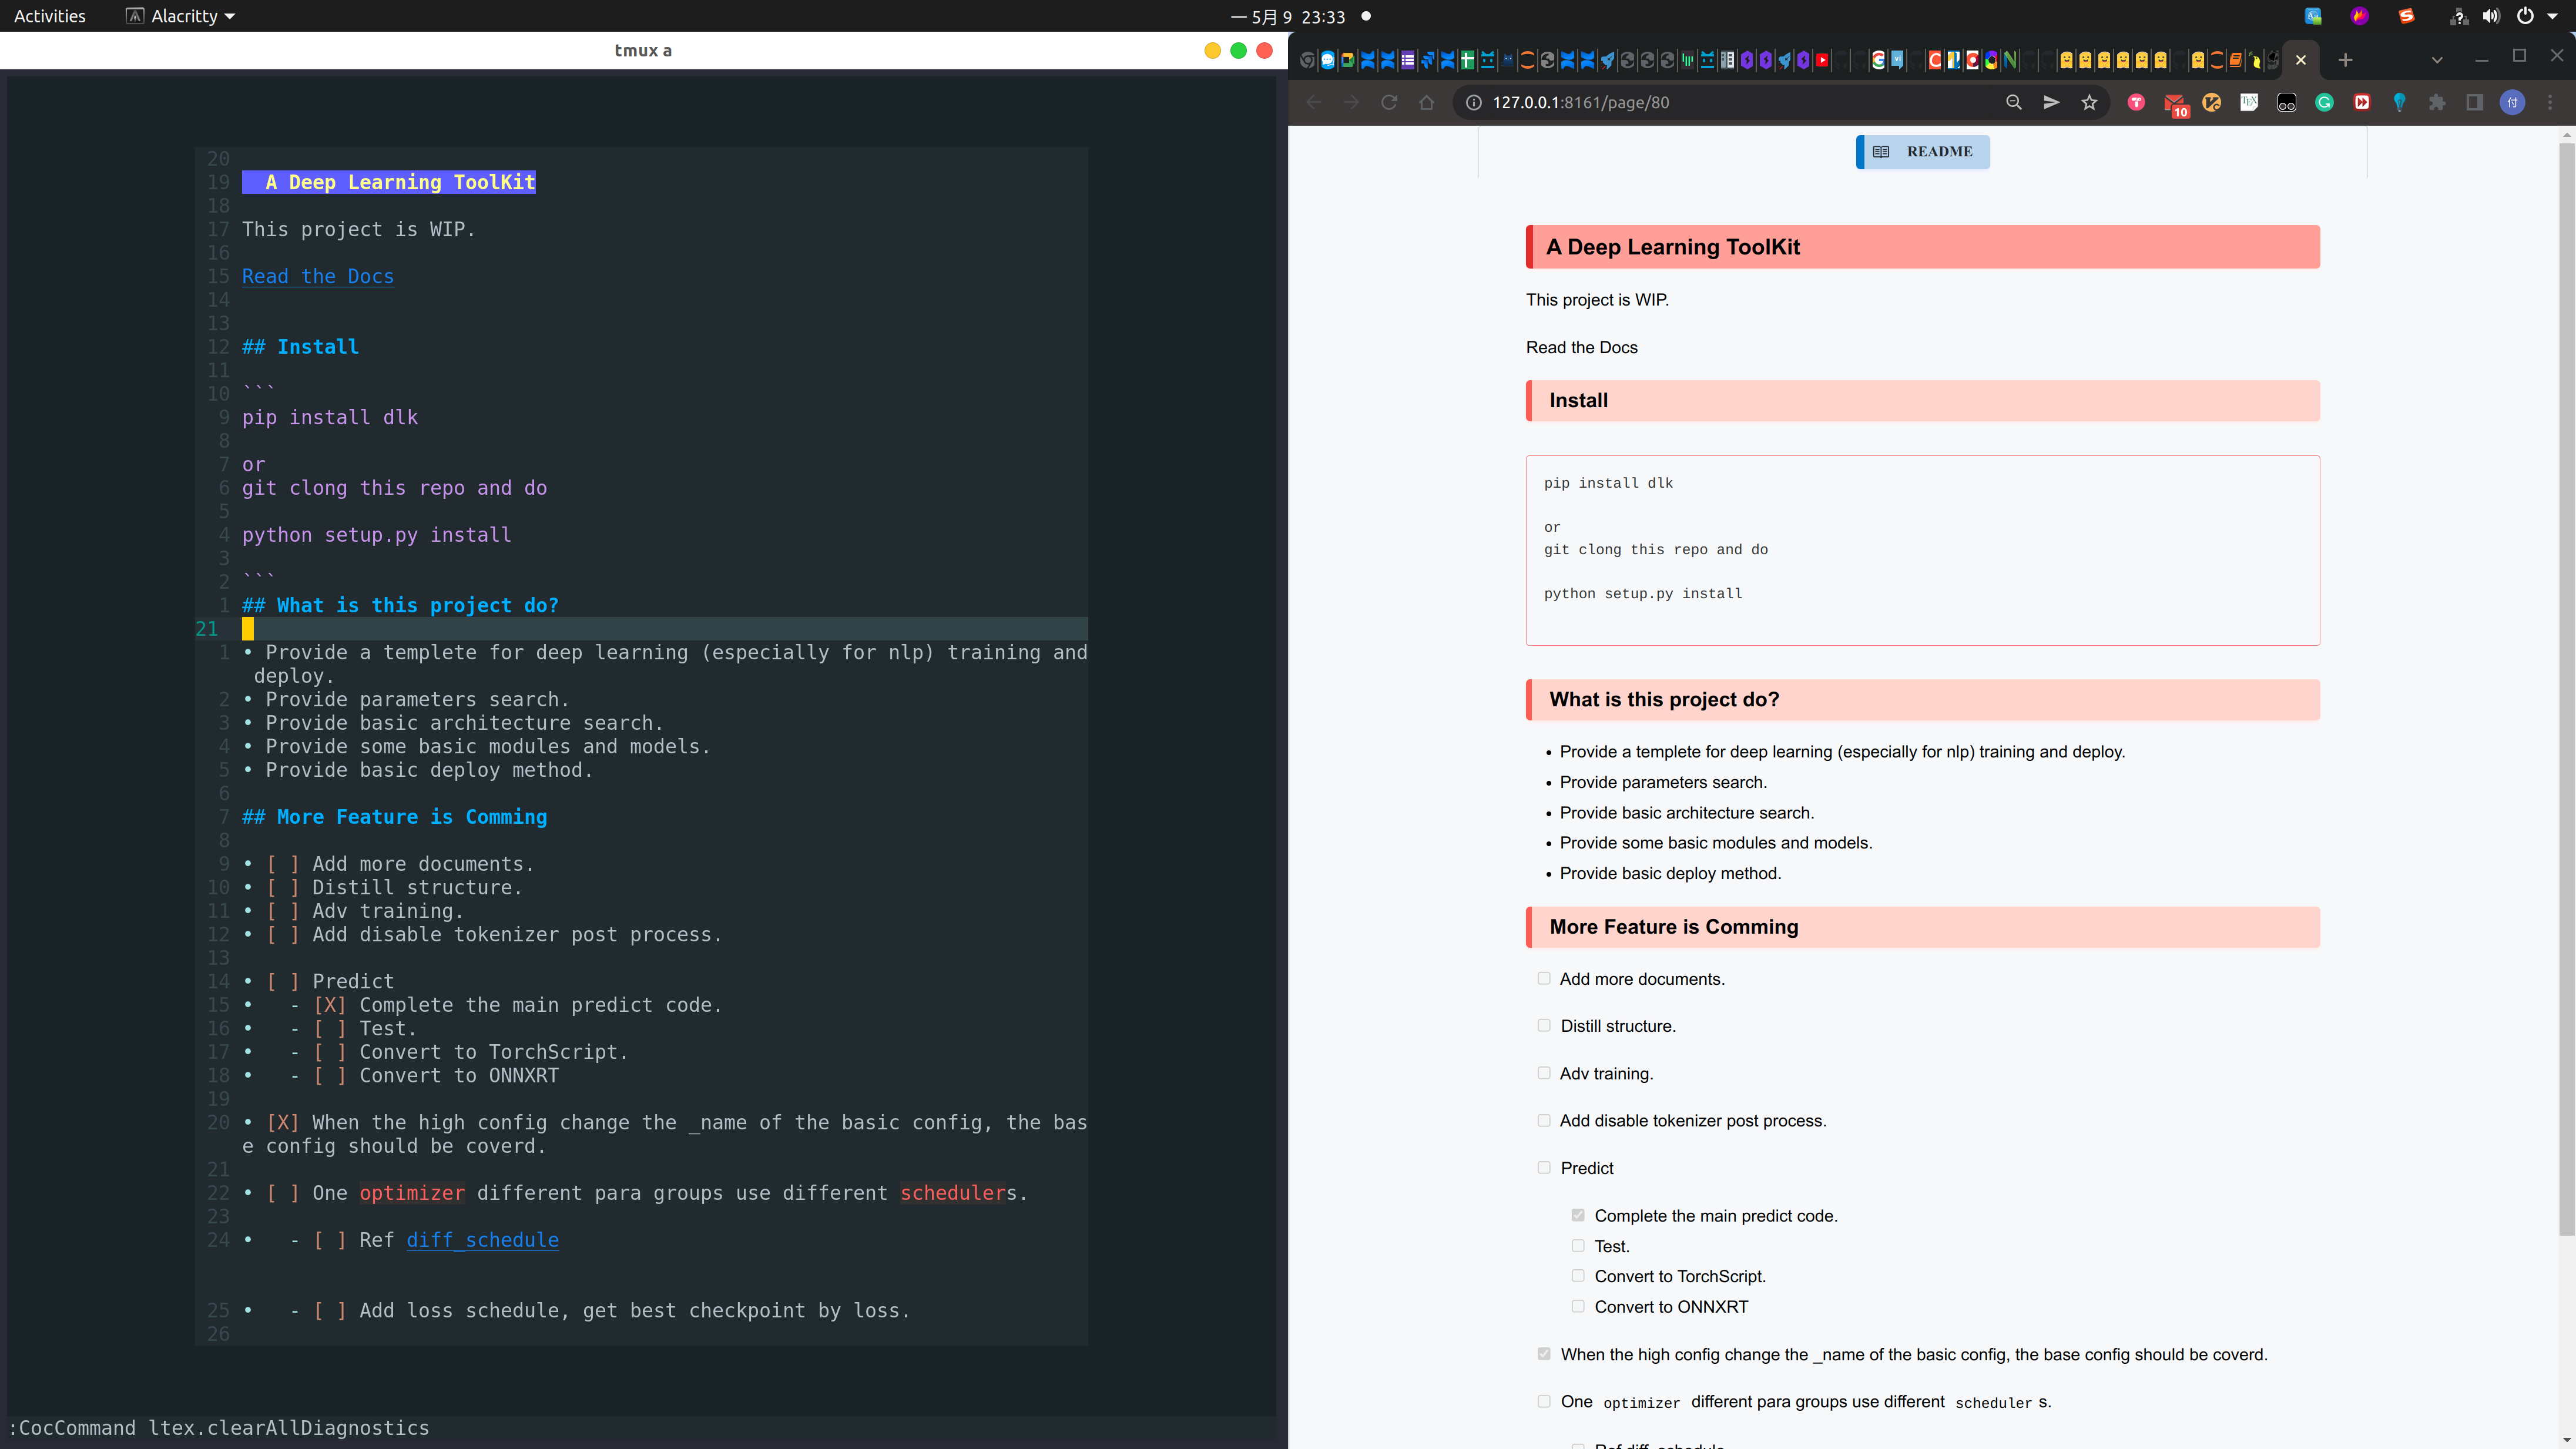 Activities
Alacritty
一 5月 9 23:33
tmux a
20
19 A Deep Learning ToolKit
18
17 This project is WIP.
16
15 Read the Docs
14
13
12 ## Install
11
10 ```
9 pip install dlk
8
7 or
6 git clong this repo and do
5
4 python setup.py install
3
2 ```
1 ## What is this project do?
21
1 • Provide a templete for deep learning (especially for nlp) training and
deploy.
2 • Provide parameters search.
3 • Provide basic architecture search.
4 • Provide some basic modules and models.
5 • Provide basic deploy method.
6
7 ## More Feature is Comming
8
9 • [ ] Add more documents.
10 • [ ] Distill structure.
11 • [ ] Adv training.
12 • [ ] Add disable tokenizer post process.
13
14 • [ ] Predict
15 • - [X] Complete the main predict code.
16 • - [ ] Test.
17 • - [ ] Convert to TorchScript.
18 • - [ ] Convert to ONNXRT
19
20 • [X] When the high config change the _name of the basic config, the bas
e config should be coverd.
21
22 • [ ] One optimizer different para groups use different schedulers.
23
24 • - [ ] Ref diff_schedule
25 • - [ ] Add loss schedule, get best checkpoint by loss.
26
:CocCommand ltex.clearAllDiagnostics
127.0.0.1:8161/page/80
10
付
README
A Deep Learning ToolKit
This project is WIP.
Read the Docs
Install
pip install dlk
or
git clong this repo and do
python setup.py install
What is this project do?
• Provide a templete for deep learning (especially for nlp) training and deploy.
• Provide parameters search.
• Provide basic architecture search.
• Provide some basic modules and models.
• Provide basic deploy method.
More Feature is Comming
Add more documents.
Distill structure.
Adv training.
Add disable tokenizer post process.
Predict
Complete the main predict code.
Test.
Convert to TorchScript.
Convert to ONNXRT
When the high config change the _name of the basic config, the base config should be coverd.
One optimizer different para groups use different scheduler s.
Ref diff_schedule